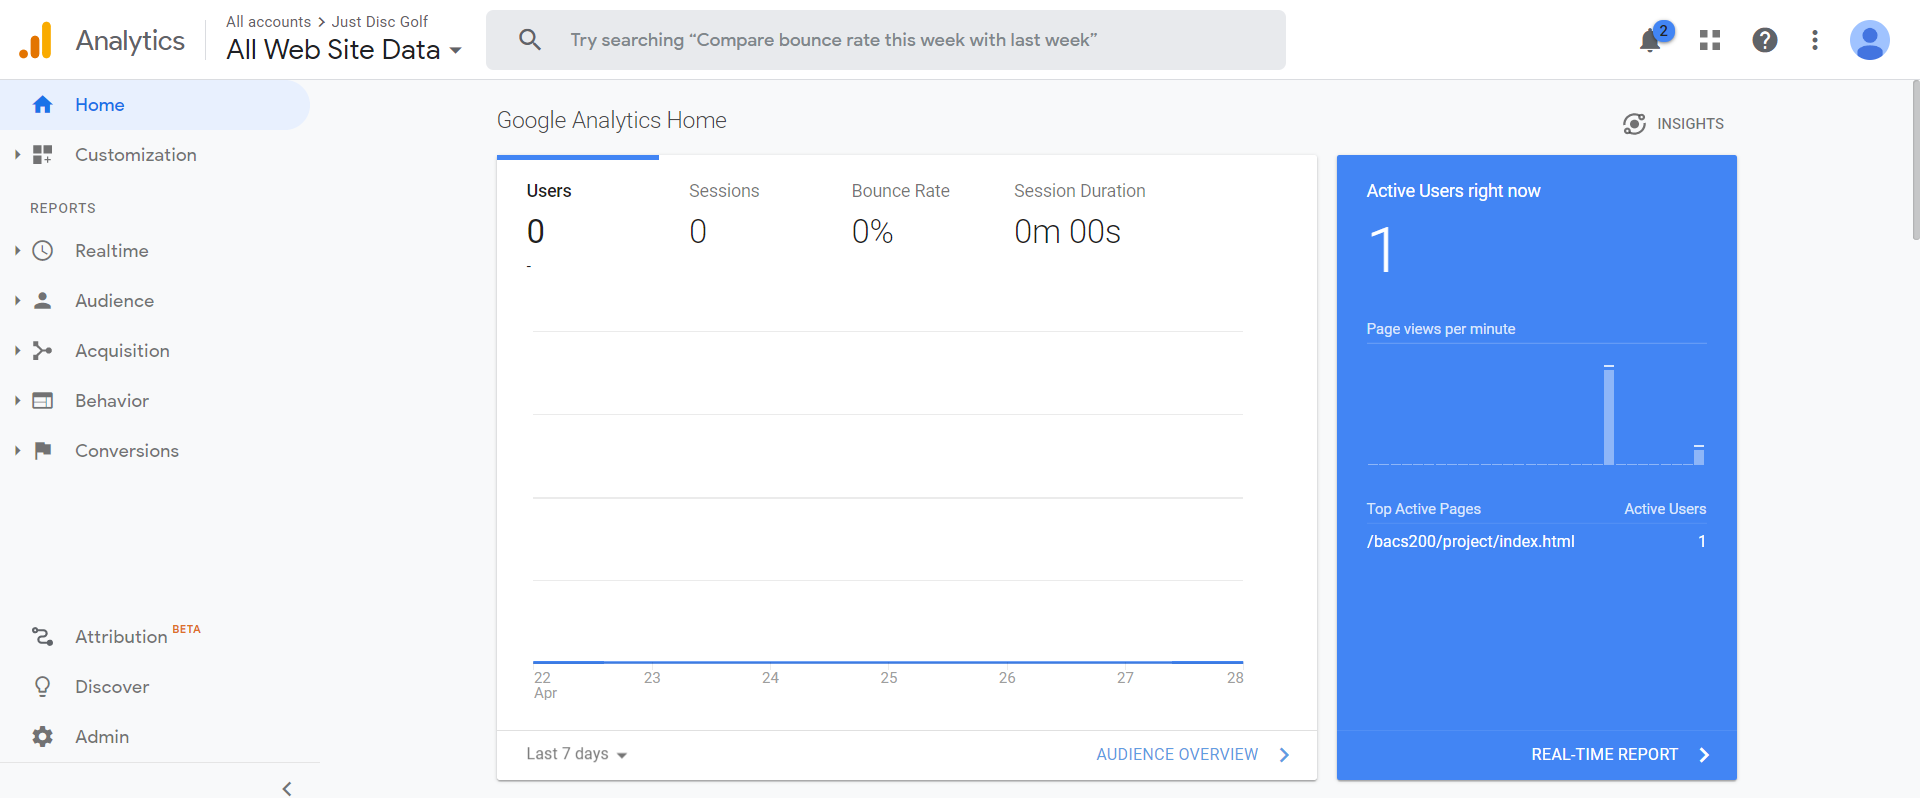 Analytics
All accounts > Just Disc Golf
All Web Site Data
Try searching “Compare bounce rate this week with last week”
2
Home
Customization
REPORTS
Realtime
Audience
Acquisition
Behavior
Conversions
Attribution BETA
Discover
Admin
Google Analytics Home
INSIGHTS
Users
0
-
Sessions
0
Bounce Rate
0%
Session Duration
0m 00s
22 23 24 25 26 27 28
Apr
Last 7 days
AUDIENCE OVERVIEW
Active Users right now
1
Page views per minute
Top Active Pages Active Users
/bacs200/project/index.html 1
REAL-TIME REPORT